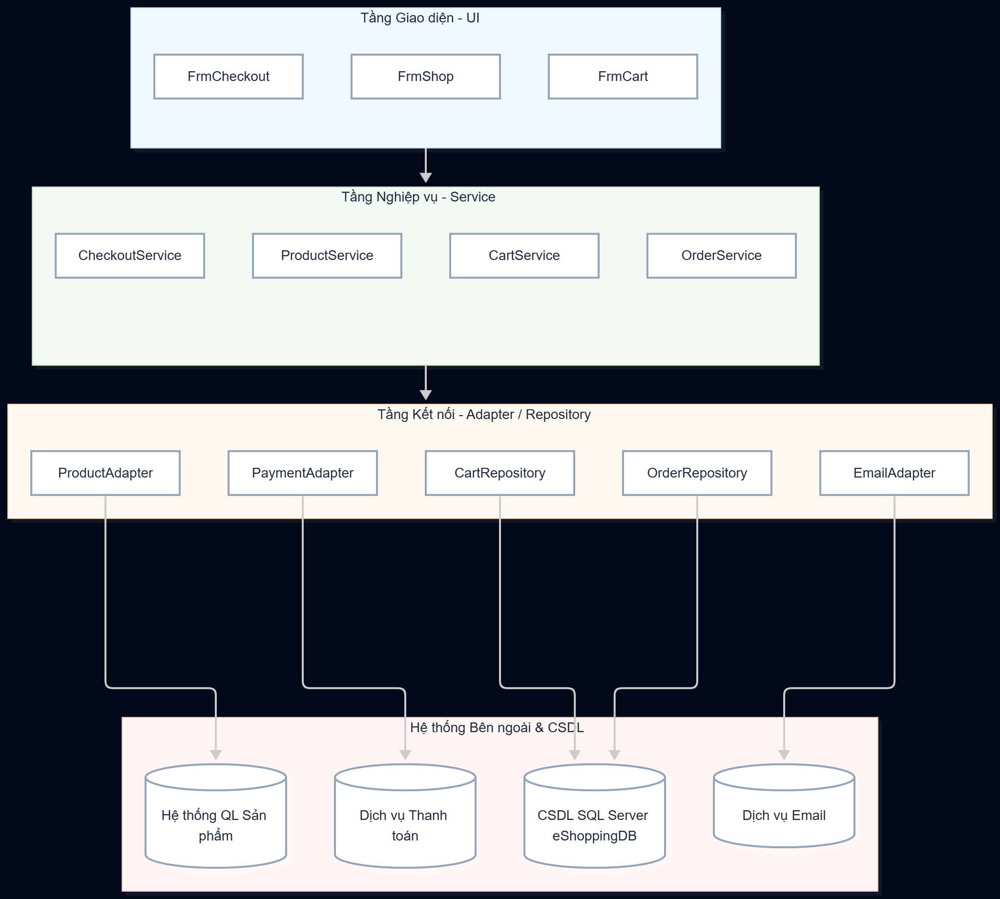 Tầng Giao diện - UI
FrmCheckout
FrmShop
FrmCart
Tầng Nghiệp vụ - Service
CheckoutService
ProductService
CartService
OrderService
Tầng Kết nối - Adapter / Repository
ProductAdapter
PaymentAdapter
CartRepository
OrderRepository
EmailAdapter
Hệ thống Bên ngoài & CSDL
Hệ thống QL Sản
phẩm
Dịch vụ Thanh
toán
CSDL SQL Server
eShoppingDB
Dịch vụ Email